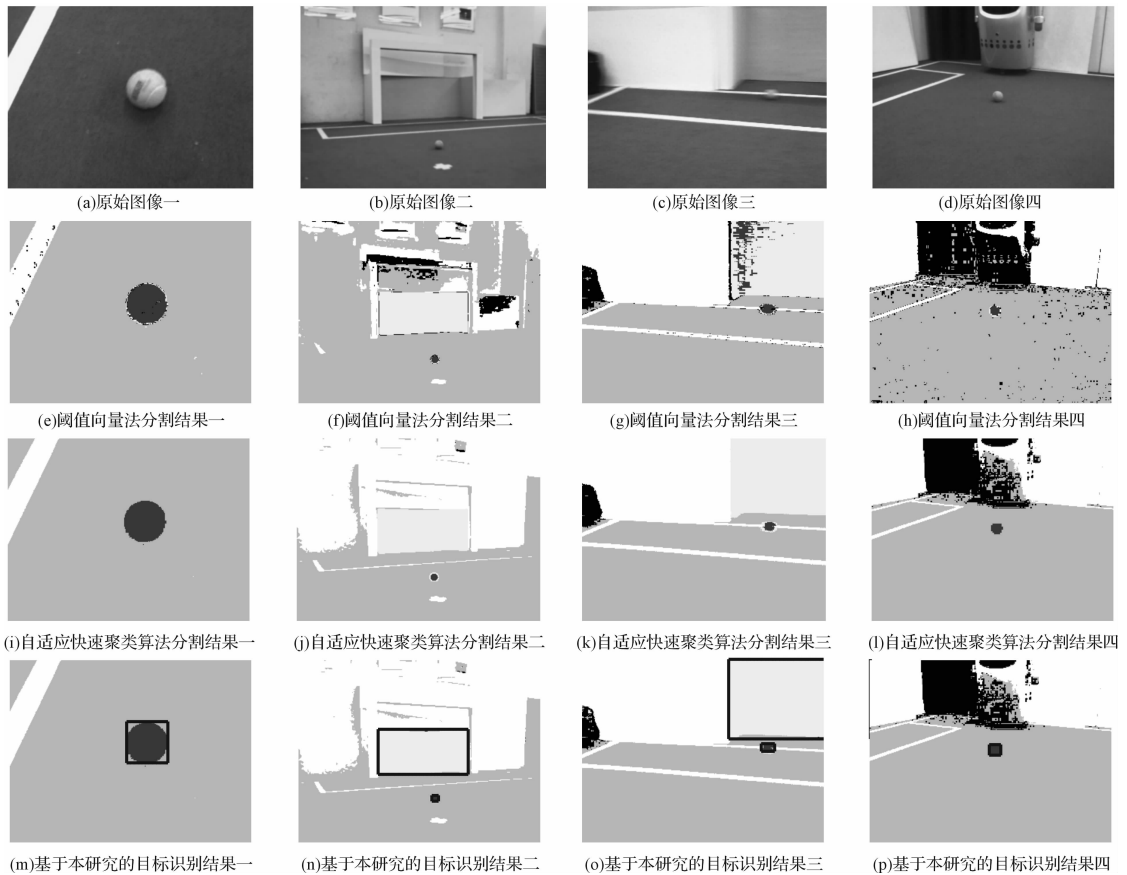 (a)原始图像一
(b)原始图像二
(c)原始图像三
(d)原始图像四
(e)阈值向量法分割结果一
(f)阈值向量法分割结果二
(g)阈值向量法分割结果三
(h)阈值向量法分割结果四
(i)自适应快速聚类算法分割结果一
(j)自适应快速聚类算法分割结果二
(k)自适应快速聚类算法分割结果三
(l)自适应快速聚类算法分割结果四
(m)基于本研究的目标识别结果一
(n)基于本研究的目标识别结果二
(o)基于本研究的目标识别结果三
(p)基于本研究的目标识别结果四